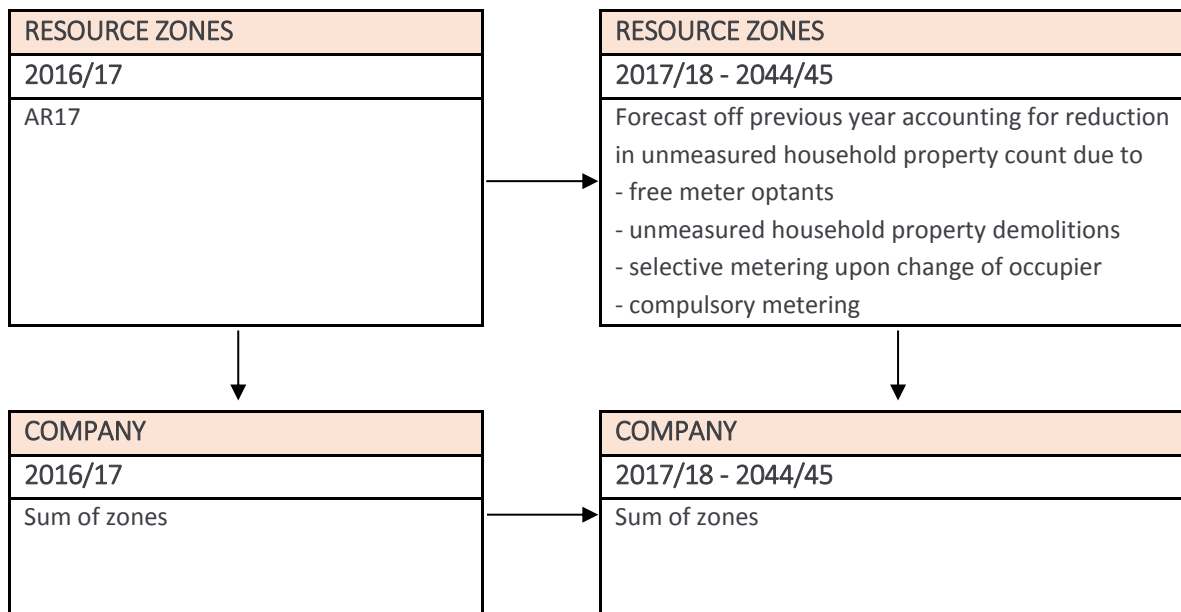 RESOURCE ZONES
2016/17
AR17
RESOURCE ZONES
2017/18 - 2044/45
Forecast off previous year accounting for reduction
in unmeasured household property count due to
- free meter optants
- unmeasured household property demolitions
- selective metering upon change of occupier
- compulsory metering
COMPANY
2016/17
Sum of zones
COMPANY
2017/18 - 2044/45
Sum of zones